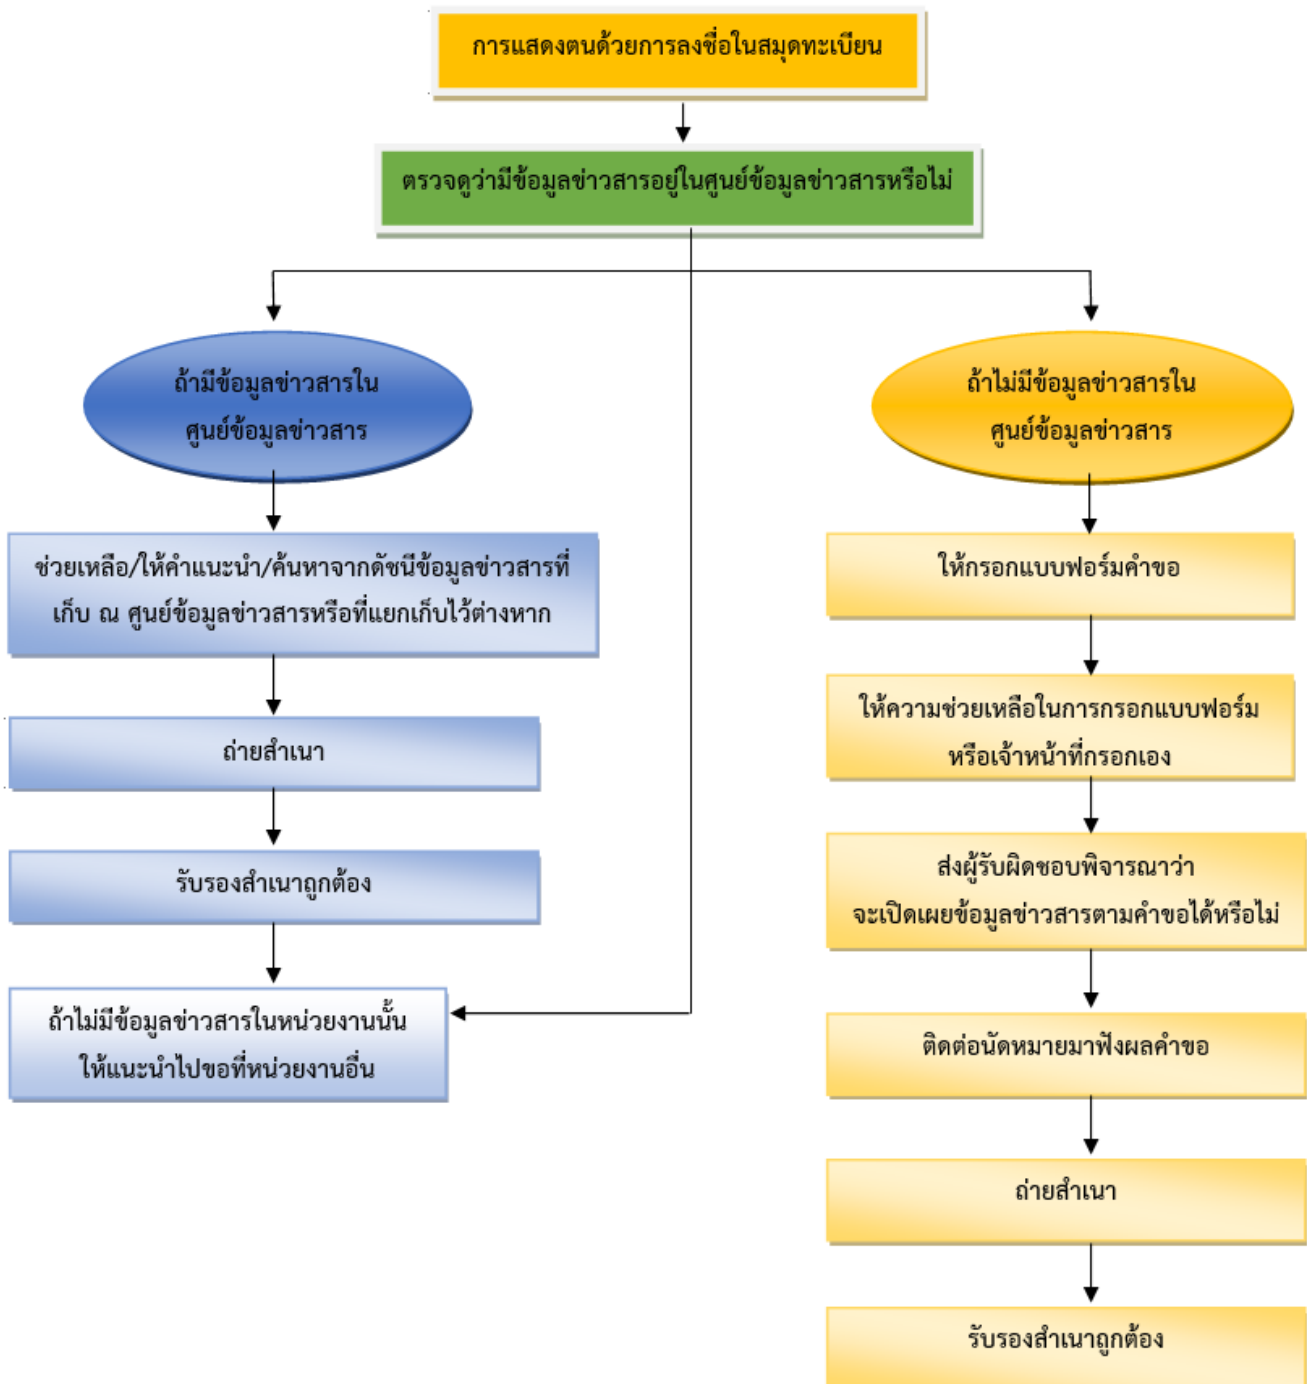 การแสดงตนด้วยการลงชื่อในสมุดทะเบียน
ตรวจดูว่ามีข้อมูลข่าวสารอยู่ในศูนย์ข้อมูลข่าวสารหรือไม่
ถ้ามีข้อมูลข่าวสารใน
ศูนย์ข้อมูลข่าวสาร
ช่วยเหลือ/ให้คำแนะนำ/ค้นหาจากดัชนีข้อมูลข่าวสารที่
เก็บ ณ ศูนย์ข้อมูลข่าวสารหรือที่แยกเก็บไว้ต่างหาก
ถ่ายสำเนา
รับรองสำเนาถูกต้อง
ถ้าไม่มีข้อมูลข่าวสารในหน่วยงานนั้น
ให้แนะนำไปขอที่หน่วยงานอื่น
ถ้าไม่มีข้อมูลข่าวสารใน
ศูนย์ข้อมูลข่าวสาร
ให้กรอกแบบฟอร์มคำขอ
ให้ความช่วยเหลือในการกรอกแบบฟอร์ม
หรือเจ้าหน้าที่กรอกเอง
ส่งผู้รับผิดชอบพิจารณาว่า
จะเปิดเผยข้อมูลข่าวสารตามคำขอได้หรือไม่
ติดต่อนัดหมายมาฟังผลคำขอ
ถ่ายสำเนา
รับรองสำเนาถูกต้อง